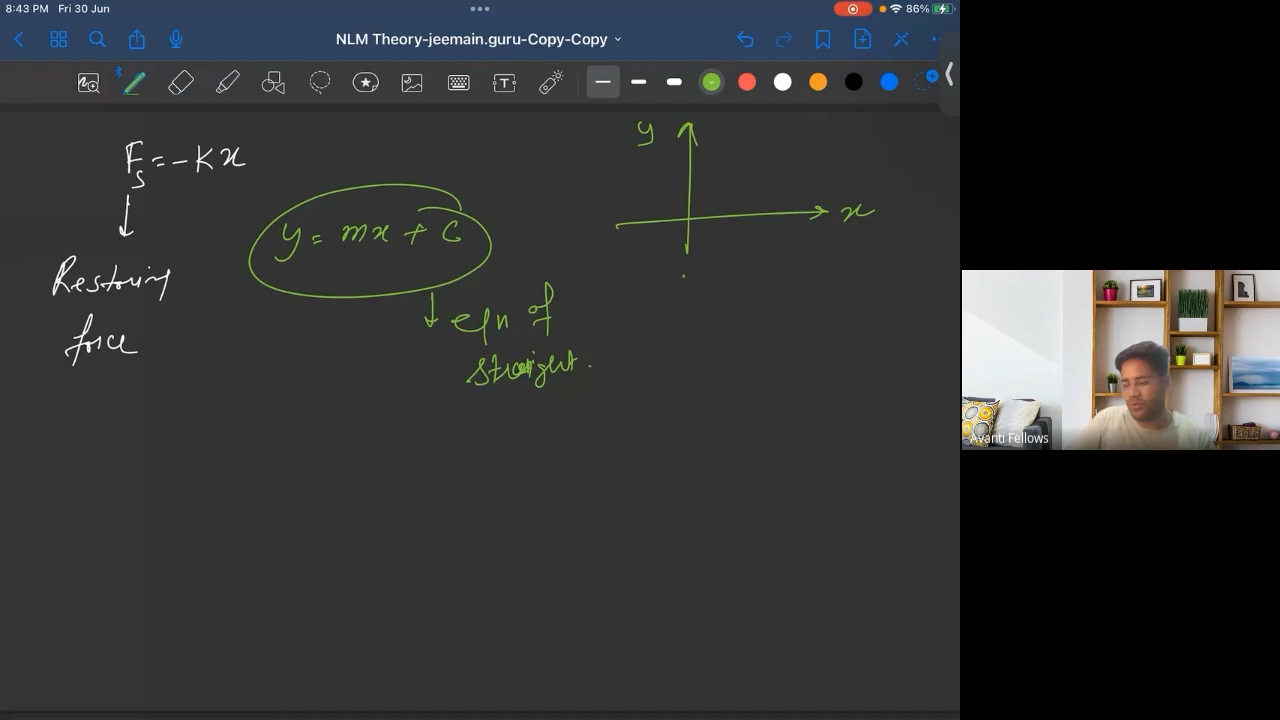 8:43 PM Fri 30 Jun
86%
NLM Theory-jeemain.guru-Copy-Copy
Fs = -Kx
Restoring
force
y = mx + C
eqn of
straight.
y
x
Avanti Fellows